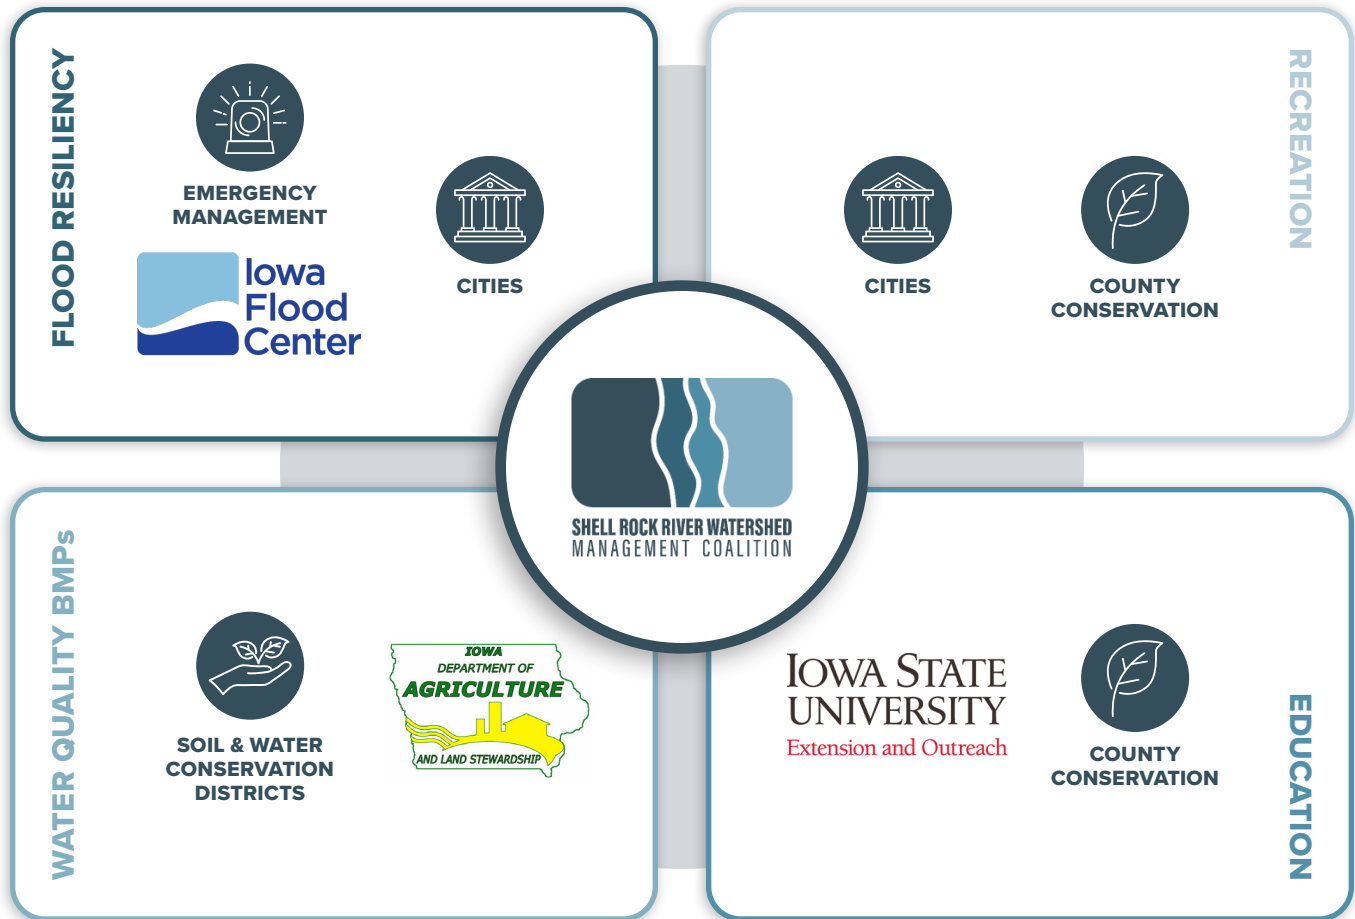 FLOOD RESILIENCY
EMERGENCY
MANAGEMENT
Iowa
Flood
Center
CITIES
RECREATION
CITIES
COUNTY
CONSERVATION
SHELL ROCK RIVER WATERSHED
MANAGEMENT COALITION
WATER QUALITY BMPs
SOIL & WATER
CONSERVATION
DISTRICTS
IOWA
DEPARTMENT OF
AGRICULTURE
AND LAND STEWARDSHIP
IOWA STATE
UNIVERSITY
Extension and Outreach
COUNTY
CONSERVATION
EDUCATION